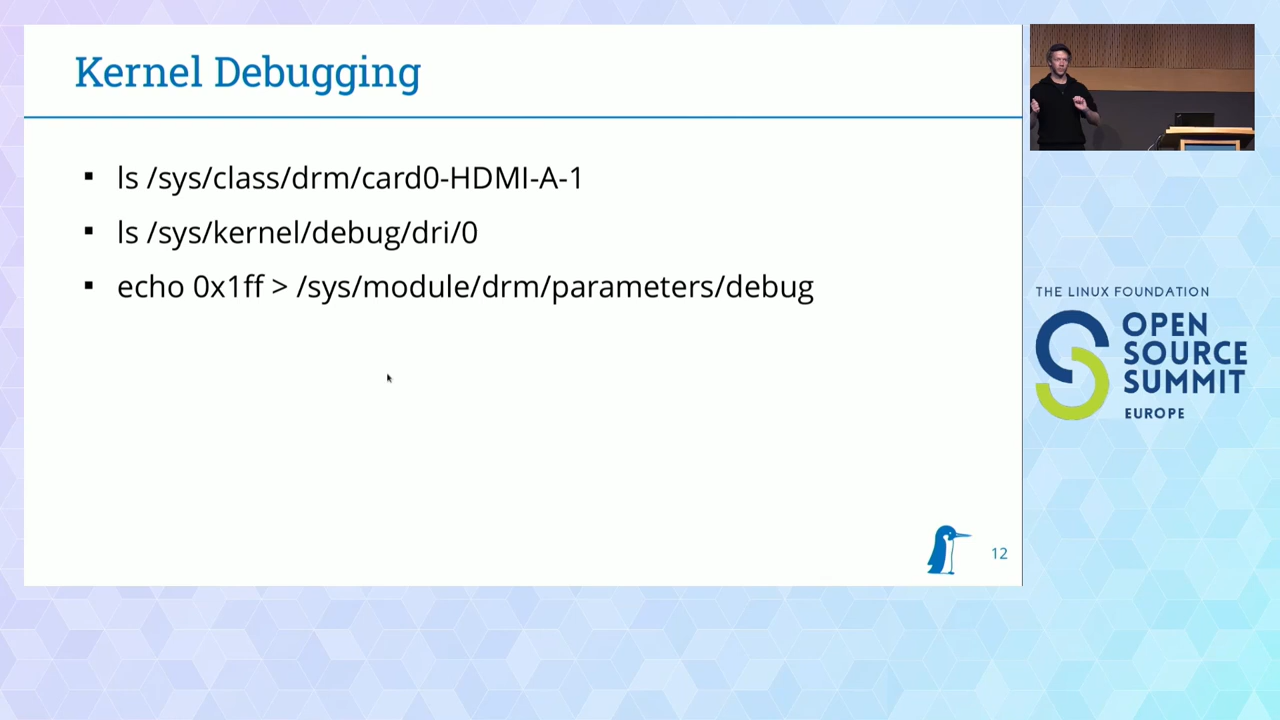 Kernel Debugging
▪ ls /sys/class/drm/card0-HDMI-A-1
▪ ls /sys/kernel/debug/dri/0
▪ echo 0x1ff > /sys/module/drm/parameters/debug
12
THE LINUX FOUNDATION
OPEN
SOURCE
SUMMIT
EUROPE